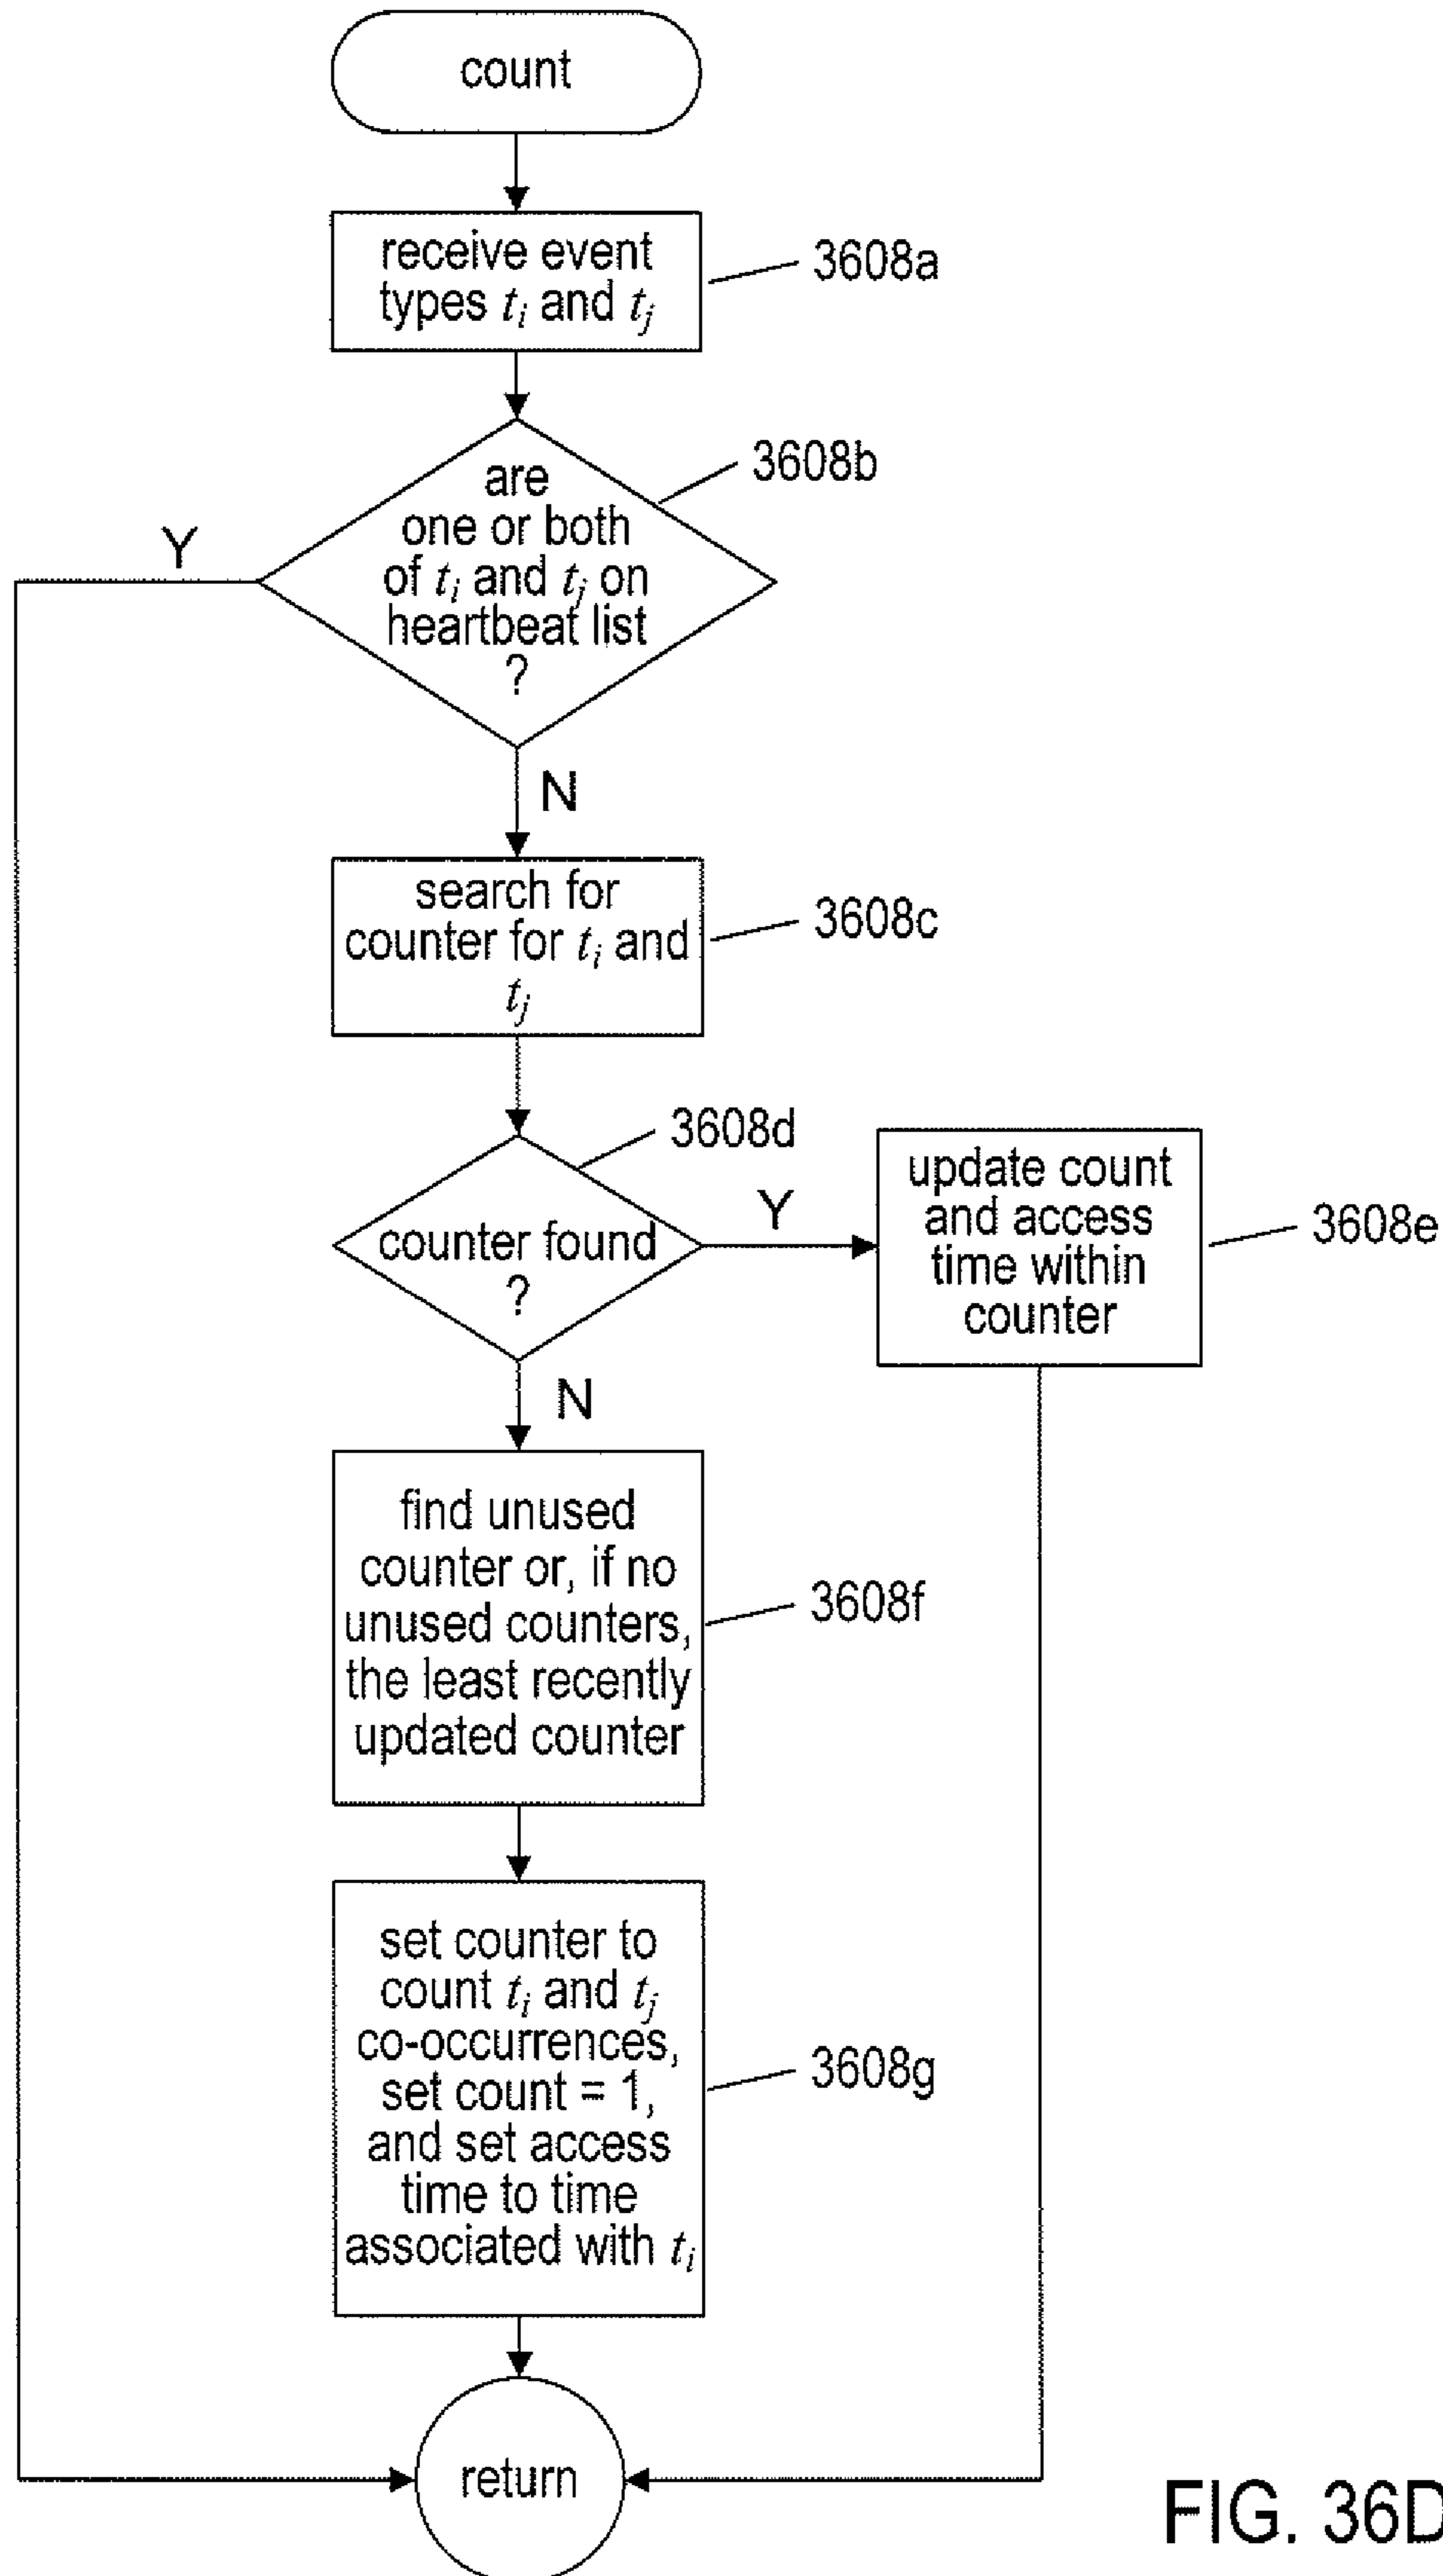 count
receive event
types tᵢ and tⱼ
3608a
are
one or both
of tᵢ and tⱼ on
heartbeat list
?
3608b
Y
N
search for
counter for tᵢ and
tⱼ
3608c
counter found
?
3608d
Y
update count
and access
time within
counter
3608e
N
find unused
counter or, if no
unused counters,
the least recently
updated counter
3608f
set counter to
count tᵢ and tⱼ
co-occurrences,
set count = 1,
and set access
time to time
associated with tᵢ
3608g
return
FIG. 36D